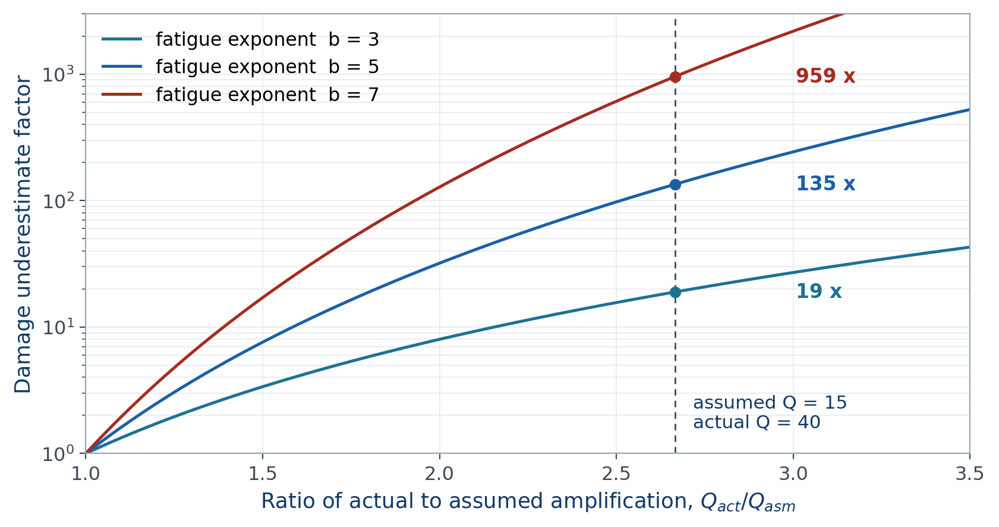 fatigue exponent  b = 3
fatigue exponent  b = 5
fatigue exponent  b = 7
959 x
135 x
19 x
assumed Q = 15
actual Q = 40
Damage underestimate factor
10³
10²
10¹
10⁰
1.0 1.5 2.0 2.5 3.0 3.5
Ratio of actual to assumed amplification, Q_act/Q_asm